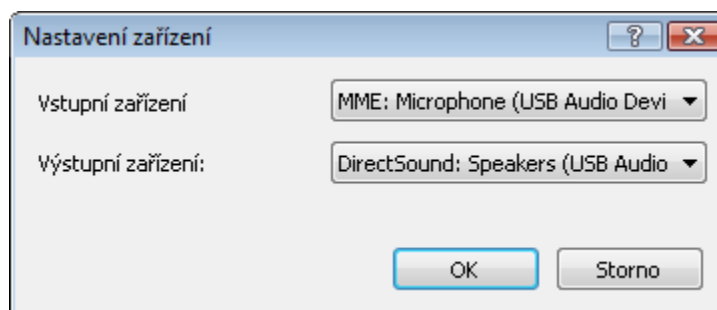 Nastavení zařízení
Vstupní zařízení
MME: Microphone (USB Audio Devi
Výstupní zařízení:
DirectSound: Speakers (USB Audio
OK
Storno